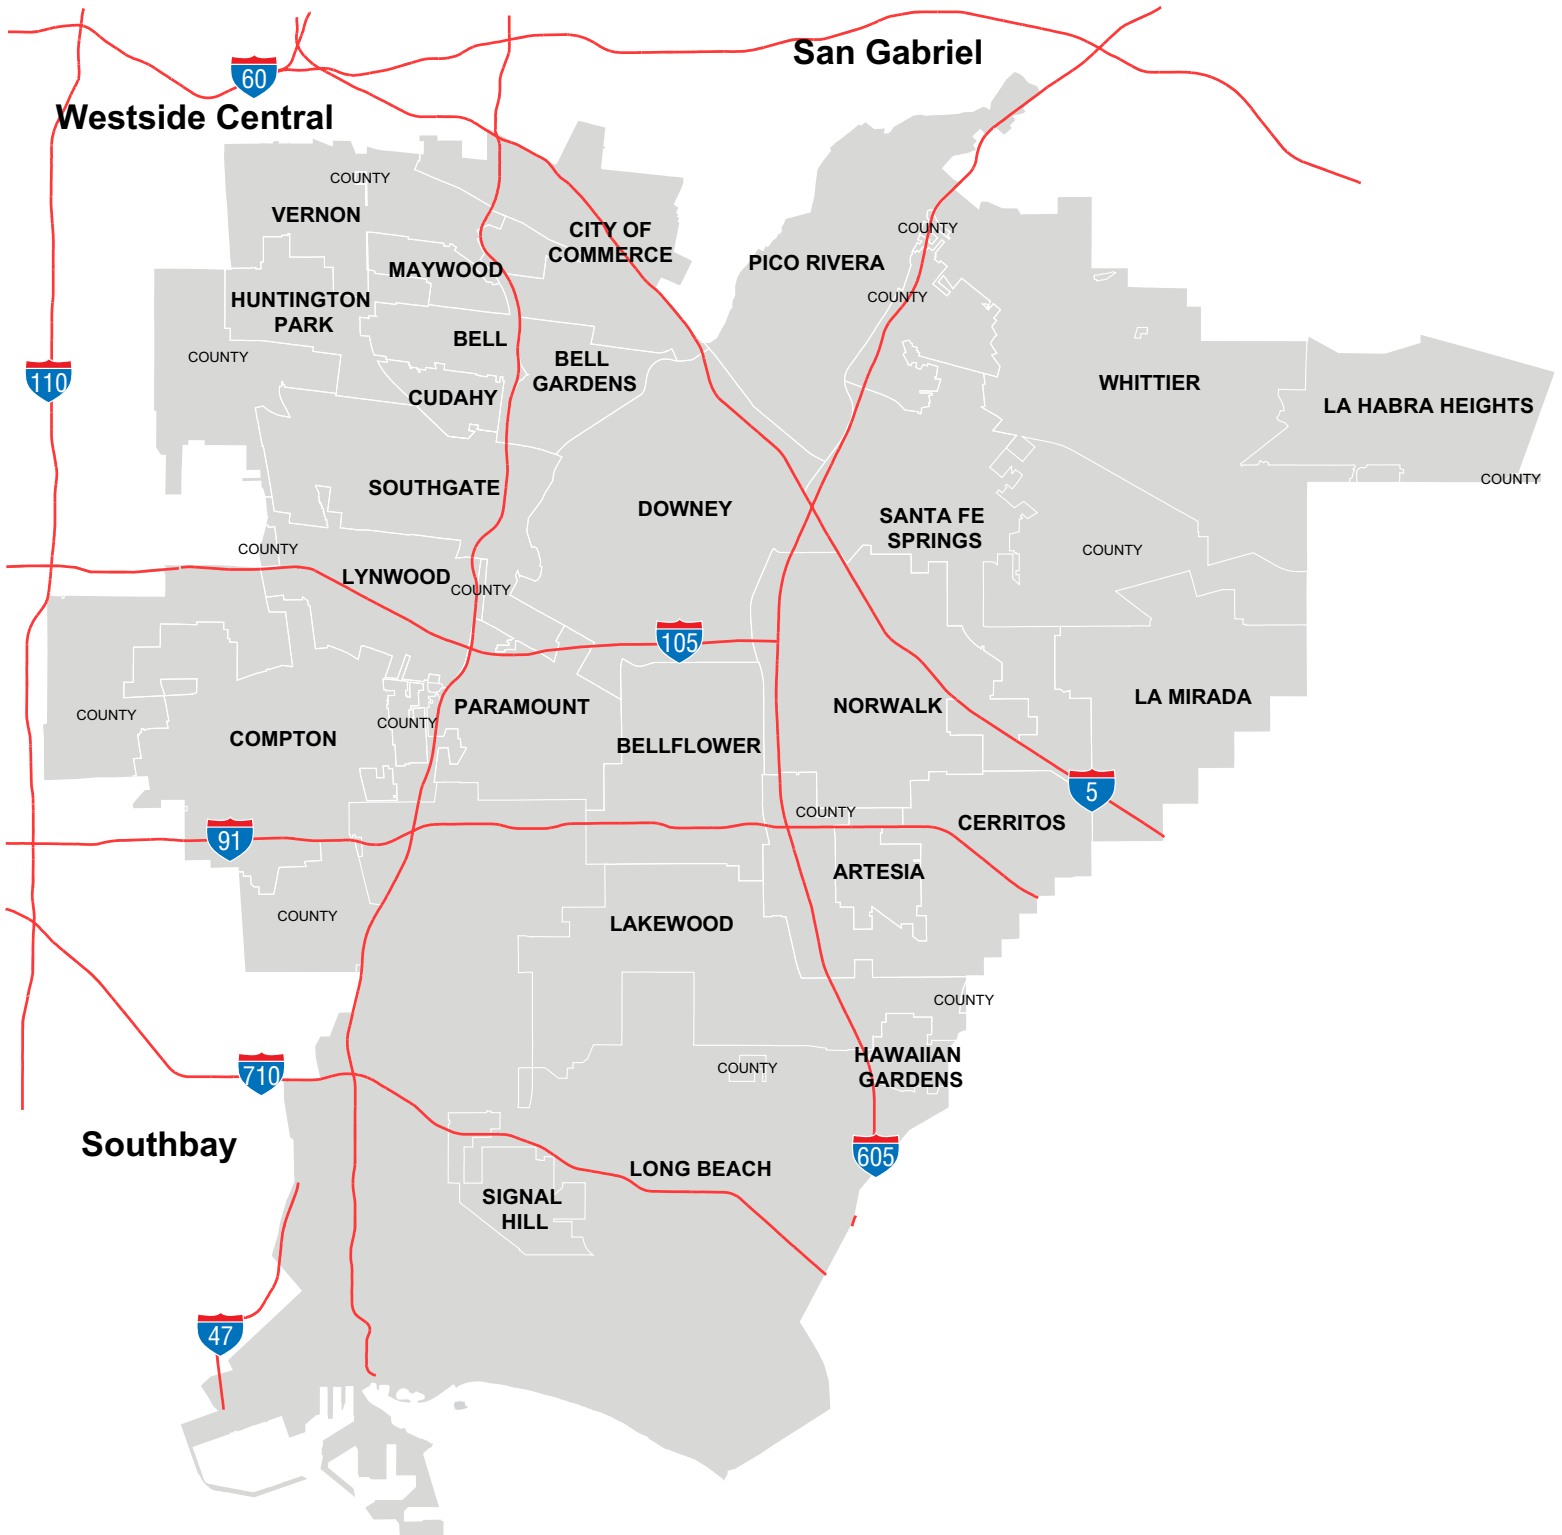 San Gabriel
60
Westside Central
COUNTY
VERNON
CITY OF
COMMERCE
COUNTY
PICO RIVERA
MAYWOOD
HUNTINGTON
PARK
COUNTY
BELL
COUNTY
BELL
GARDENS
110
WHITTIER
CUDAHY
LA HABRA HEIGHTS
COUNTY
SOUTHGATE
DOWNEY
SANTA FE
SPRINGS
COUNTY
COUNTY
LYNWOOD
COUNTY
105
LA MIRADA
PARAMOUNT
NORWALK
COUNTY
COUNTY
COMPTON
BELLFLOWER
5
COUNTY
CERRITOS
91
ARTESIA
COUNTY
LAKEWOOD
COUNTY
HAWAIIAN
GARDENS
COUNTY
710
Southbay
605
LONG BEACH
SIGNAL
HILL
47